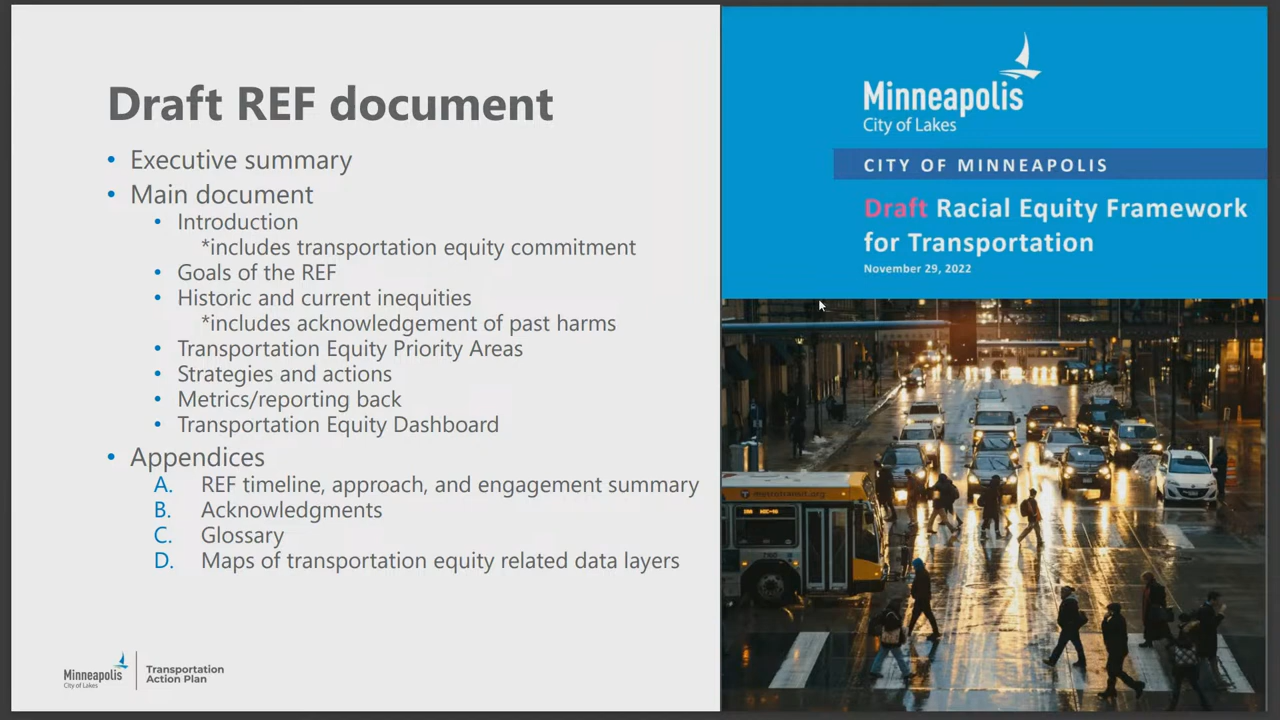 Draft REF document
• Executive summary
• Main document
• Introduction
*includes transportation equity commitment
• Goals of the REF
• Historic and current inequities
*includes acknowledgement of past harms
• Transportation Equity Priority Areas
• Strategies and actions
• Metrics/reporting back
• Transportation Equity Dashboard
• Appendices
A. REF timeline, approach, and engagement summary
B. Acknowledgments
C. Glossary
D. Maps of transportation equity related data layers
Minneapolis
City of Lakes
Transportation
Action Plan
Minneapolis
City of Lakes
CITY OF MINNEAPOLIS
Draft Racial Equity Framework
for Transportation
November 29, 2022
metrotransit.org